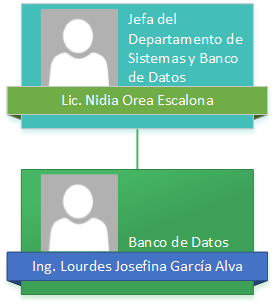 Jefa del
Departamento de
Sistemas y Banco
de Datos
Lic. Nidia Orea Escalona
Banco de Datos
Ing. Lourdes Josefina García Alva